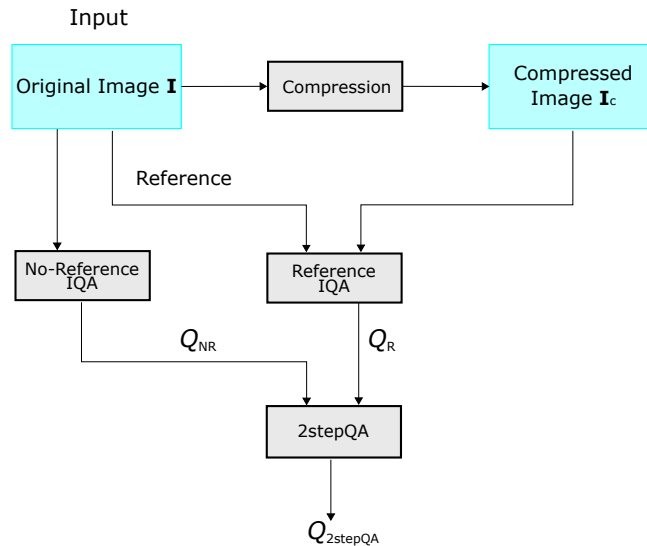 Input
Original Image I
Compression
Compressed
Image Ic
Reference
No-Reference
IQA
Reference
IQA
QNR
QR
2stepQA
Q2stepQA